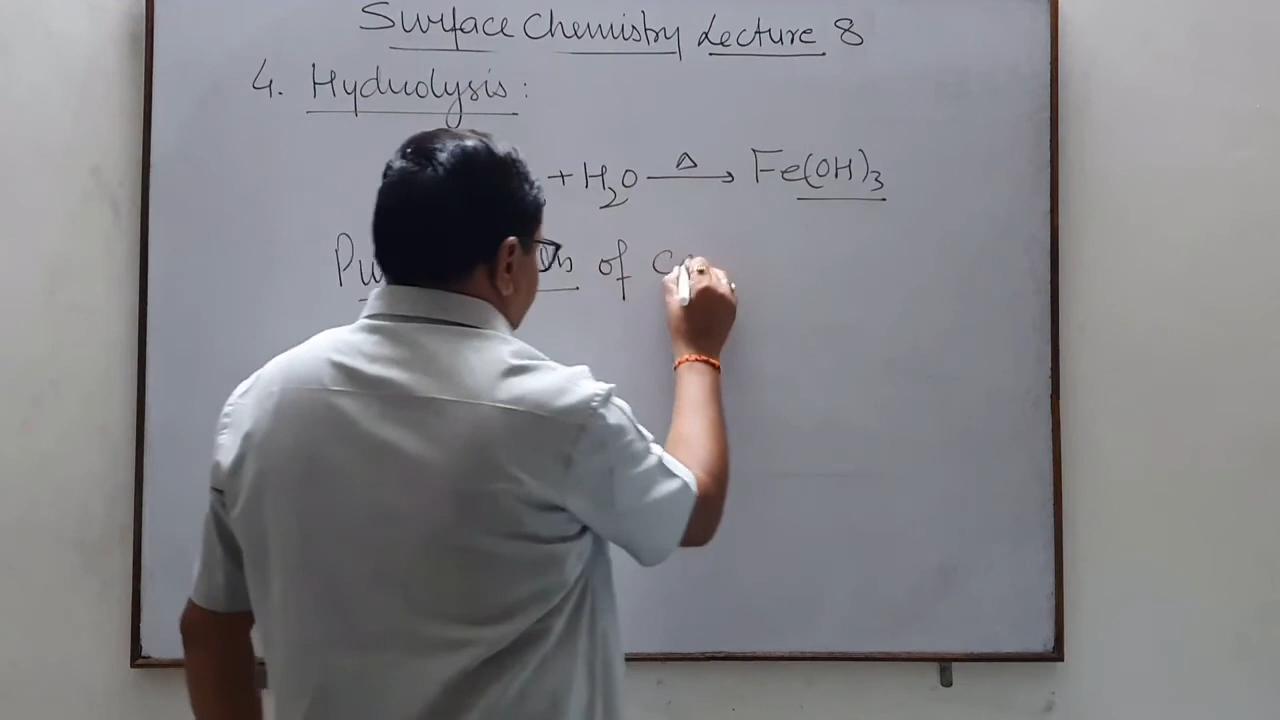 Surface Chemistry Lecture 8
4. Hydrolysis:
+ H₂O —Δ→ Fe(OH)₃
of